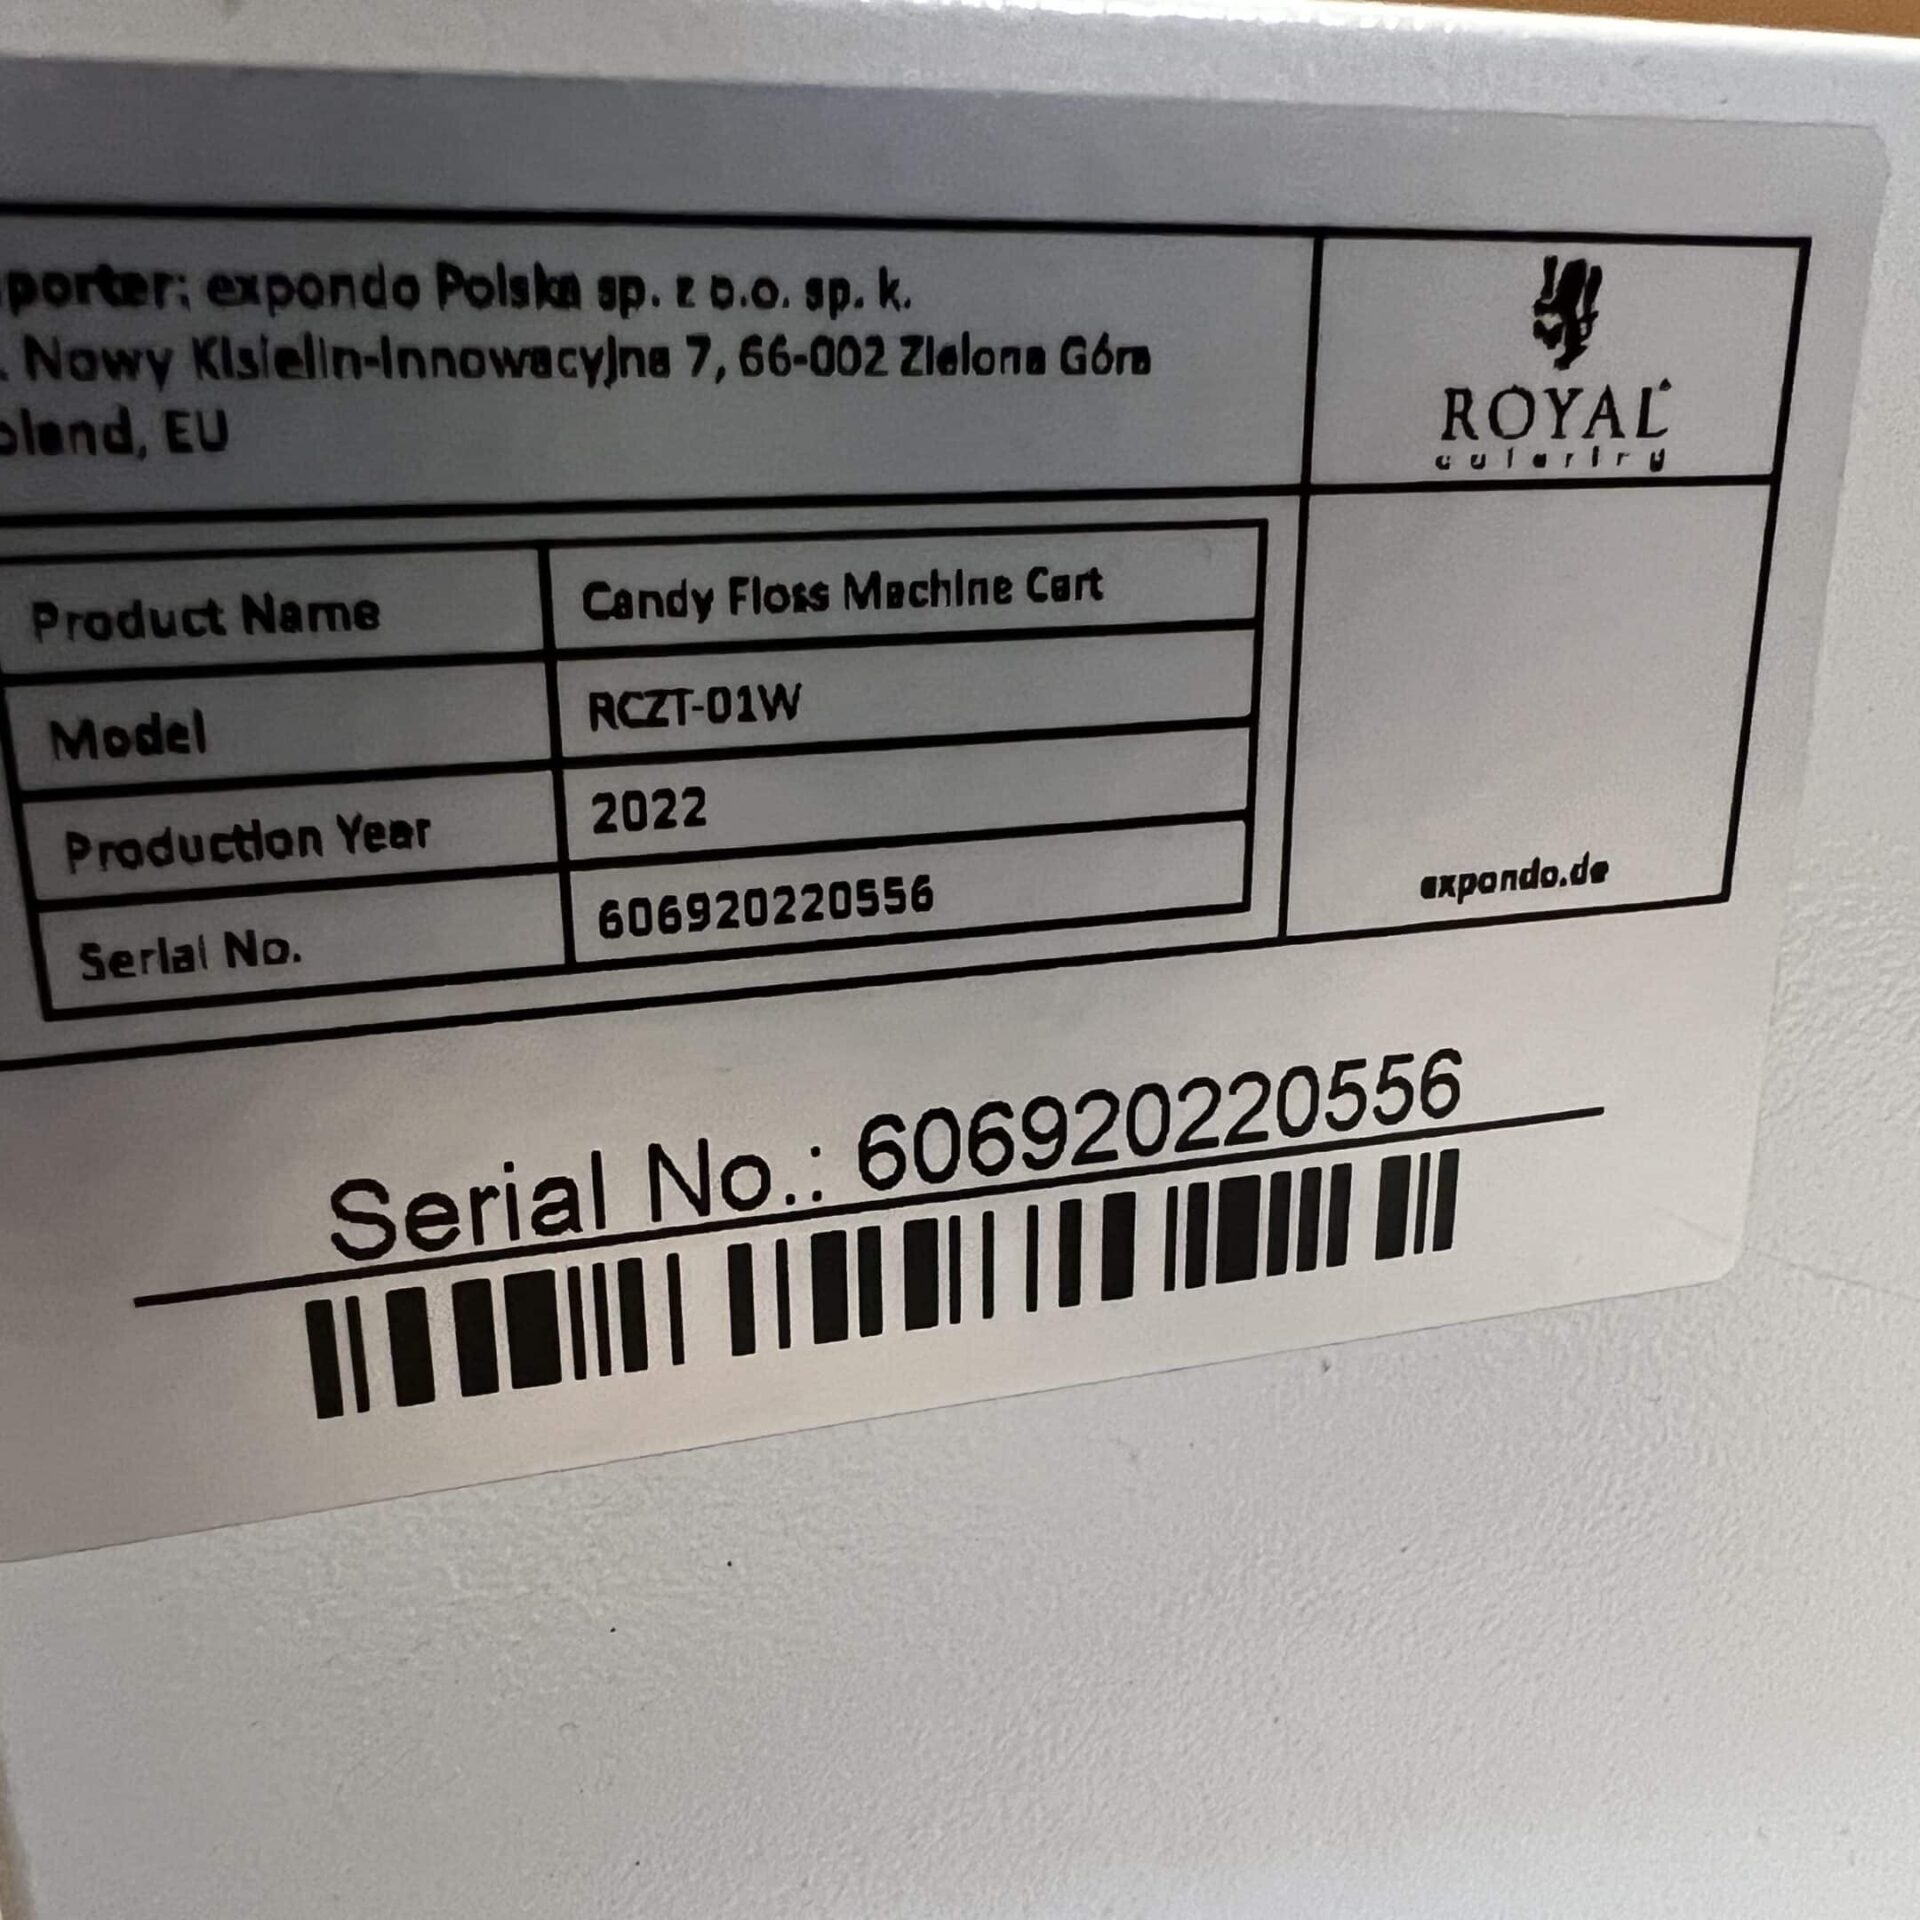 porter: expondo Polska sp. z o.o. sp. k.
. Nowy Kisielin-Innowacyjna 7, 66-002 Zielona Góra
oland, EU
ROYAL
Product Name Candy Floss Machine Cart
Model RCZT-01W
Production Year 2022
Serial No. 606920220556
expondo.de
Serial No.: 606920220556